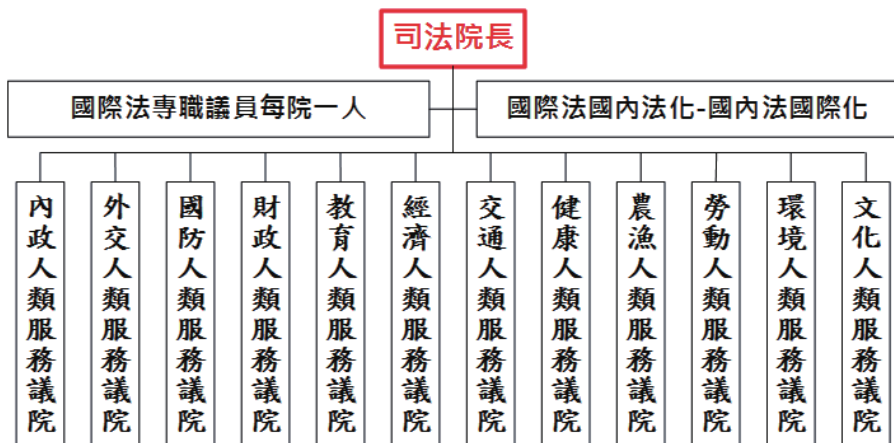 司法院長
國際法專職議員每院一人
國際法國內法化-國內法國際化
內政人類服務議院
外交人類服務議院
國防人類服務議院
財政人類服務議院
教育人類服務議院
經濟人類服務議院
交通人類服務議院
健康人類服務議院
農漁人類服務議院
勞動人類服務議院
環境人類服務議院
文化人類服務議院